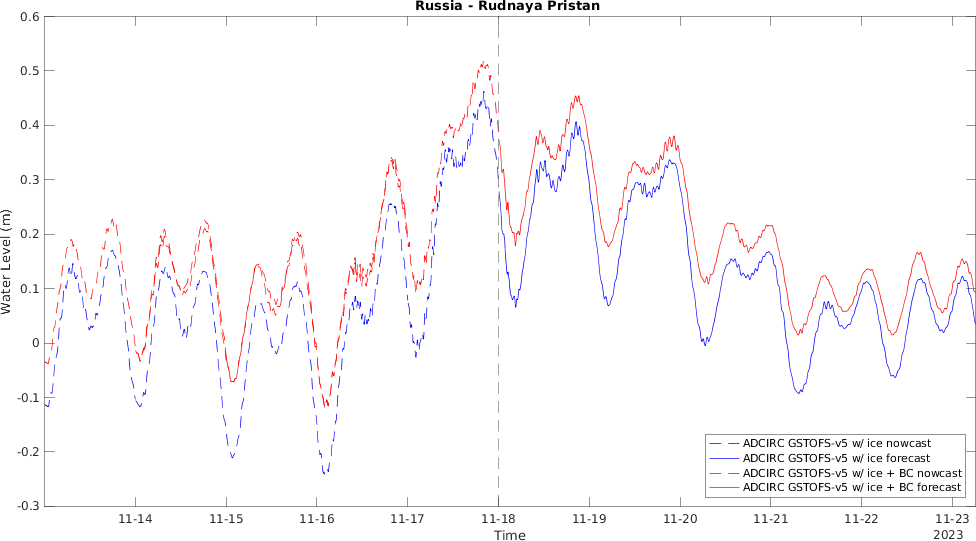 Russia - Rudnaya Pristan
0.6
0.5
0.4
0.3
0.2
0.1
0
-0.1
-0.2
-0.3
Water Level (m)
ADCIRC GSTOFS-v5 w/ ice nowcast
ADCIRC GSTOFS-v5 w/ ice forecast
ADCIRC GSTOFS-v5 w/ ice + BC nowcast
ADCIRC GSTOFS-v5 w/ ice + BC forecast
11-14 11-15 11-16 11-17 11-18 11-19 11-20 11-21 11-22 11-23
Time 2023